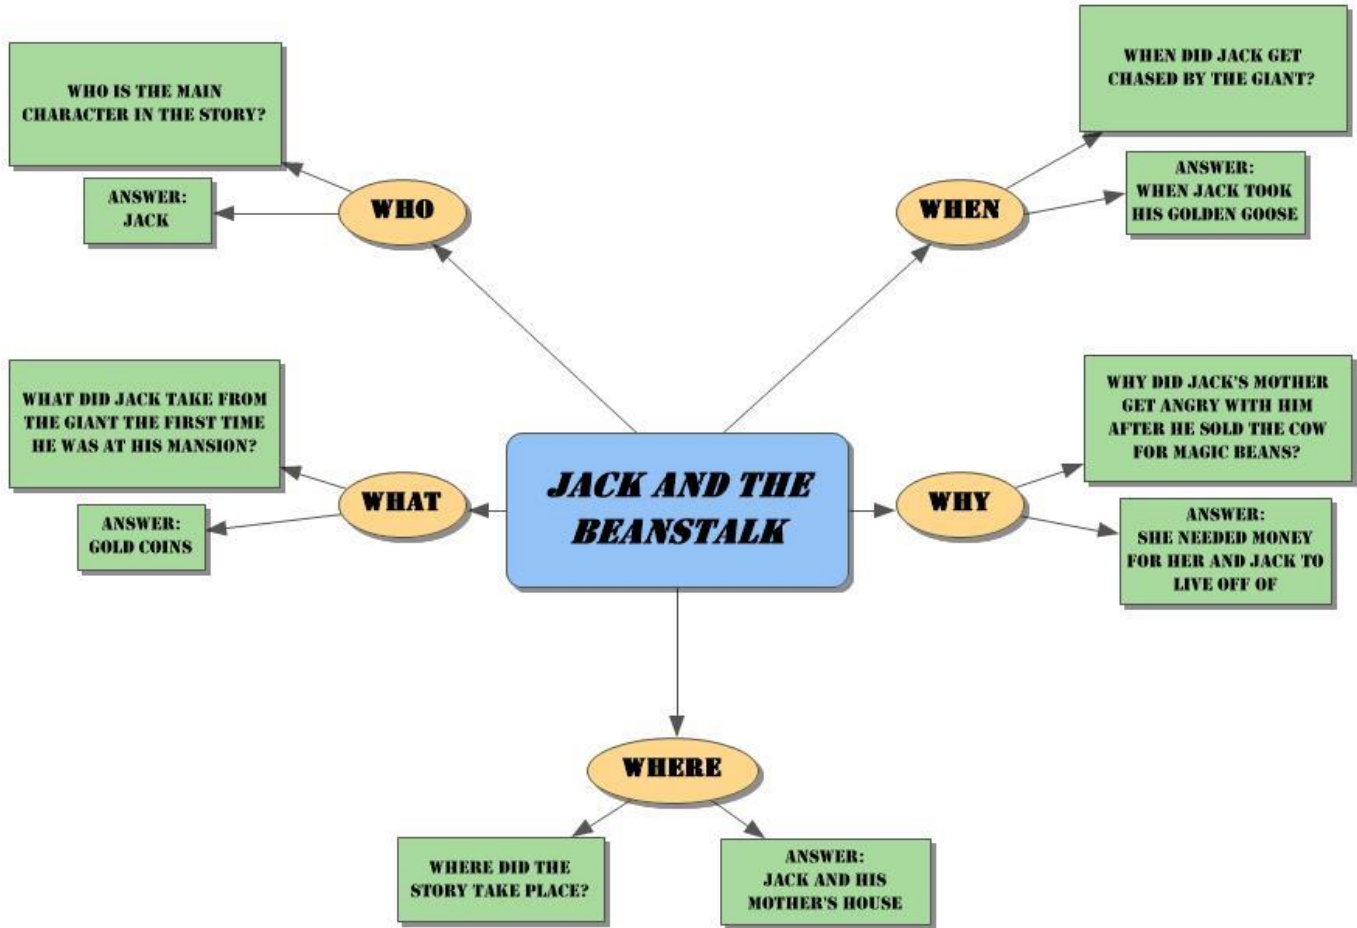 WHO IS THE MAIN
CHARACTER IN THE STORY?
ANSWER:
JACK
WHO
WHEN DID JACK GET
CHASED BY THE GIANT?
ANSWER:
WHEN JACK TOOK
HIS GOLDEN GOOSE
WHEN
WHAT DID JACK TAKE FROM
THE GIANT THE FIRST TIME
HE WAS AT HIS MANSION?
ANSWER:
GOLD COINS
WHAT
JACK AND THE
BEANSTALK
WHY
WHY DID JACK'S MOTHER
GET ANGRY WITH HIM
AFTER HE SOLD THE COW
FOR MAGIC BEANS?
ANSWER:
SHE NEEDED MONEY
FOR HER AND JACK TO
LIVE OFF OF
WHERE
WHERE DID THE
STORY TAKE PLACE?
ANSWER:
JACK AND HIS
MOTHER'S HOUSE